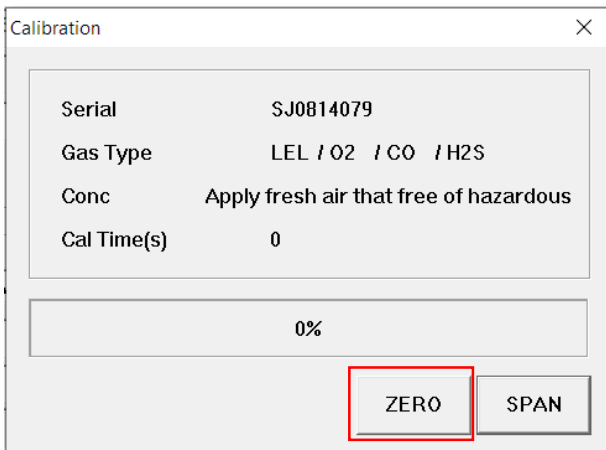 Calibration
Serial SJ0814079
Gas Type LEL / O2 / CO / H2S
Conc Apply fresh air that free of hazardous
Cal Time(s) 0
0%
ZERO SPAN